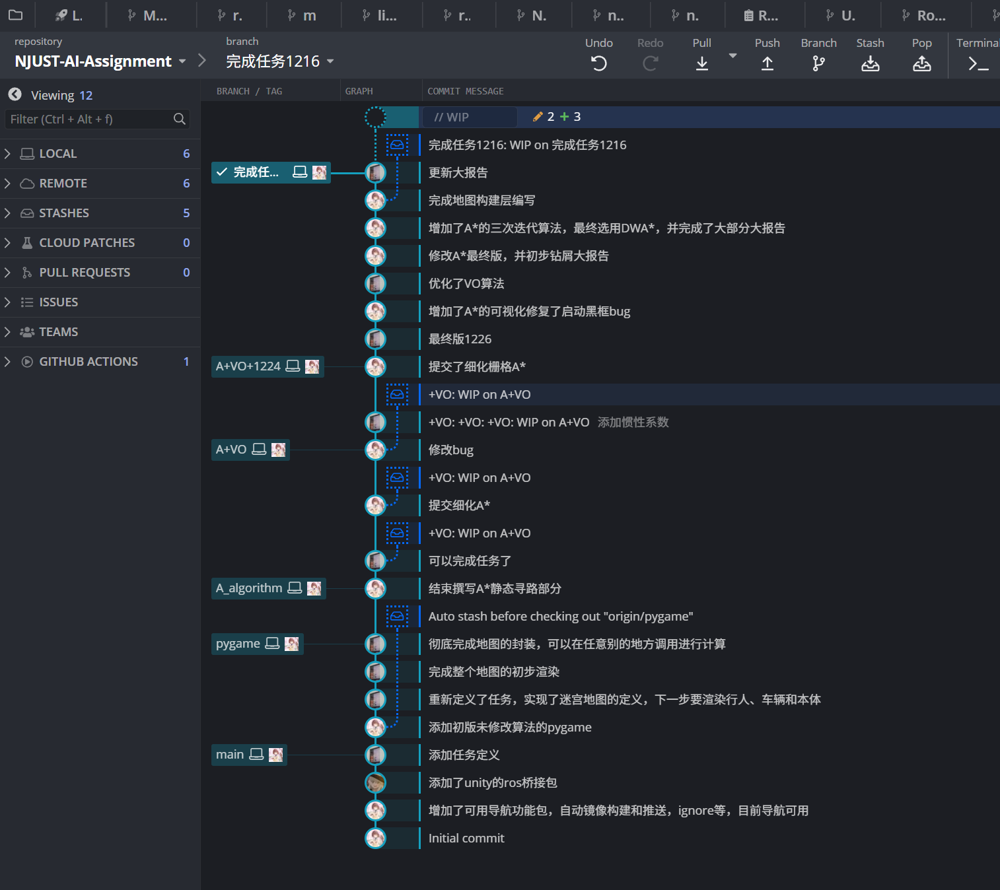 L.
M...
r.
m
li...
r..
N.
n..
n.
R...
U.
Ro...
repository
NJUST-AI-Assignment
branch
完成任务1216
Undo
Redo
Pull
Push
Branch
Stash
Pop
Terminal
Viewing 12
Filter (Ctrl + Alt + f)
LOCAL 6
REMOTE 6
STASHES 5
CLOUD PATCHES 0
PULL REQUESTS 0
ISSUES
TEAMS
GITHUB ACTIONS 1
BRANCH / TAG
GRAPH
COMMIT MESSAGE
// WIP 2 + 3
完成任务1216: WIP on 完成任务1216
完成任... 更新大报告
完成地图构建层编写
增加了A*的三次迭代算法，最终选用DWA*，并完成了大部分大报告
修改A*最终版，并初步钻屑大报告
优化了VO算法
增加了A*的可视化修复了启动黑框bug
最终版1226
A+VO+1224 提交了细化栅格A*
+VO: WIP on A+VO
+VO: +VO: +VO: WIP on A+VO 添加惯性系数
A+VO 修改bug
+VO: WIP on A+VO
提交细化A*
+VO: WIP on A+VO
可以完成任务了
A_algorithm 结束撰写A*静态寻路部分
Auto stash before checking out "origin/pygame"
pygame 彻底完成地图的封装，可以在任意别的地方调用进行计算
完成整个地图的初步渲染
重新定义了任务，实现了迷宫地图的定义，下一步要渲染行人、车辆和本体
添加初版未修改算法的pygame
main 添加任务定义
添加了unity的ros桥接包
增加了可用导航功能包，自动镜像构建和推送，ignore等，目前导航可用
Initial commit